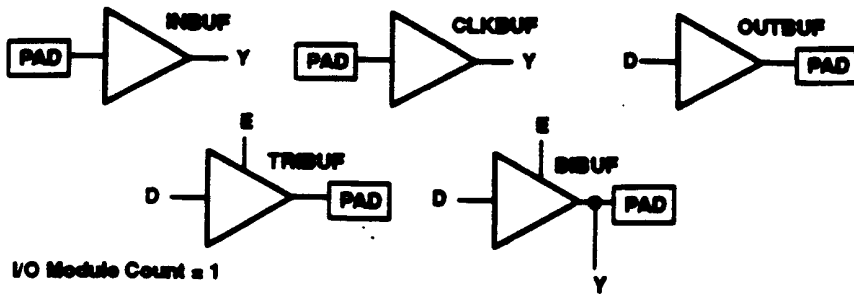 INBUF
PAD
Y
CLKBUF
PAD
Y
OUTBUF
D
PAD
E
TRIBUF
D
PAD
E
BIBUF
D
PAD
Y
I/O Module Count = 1